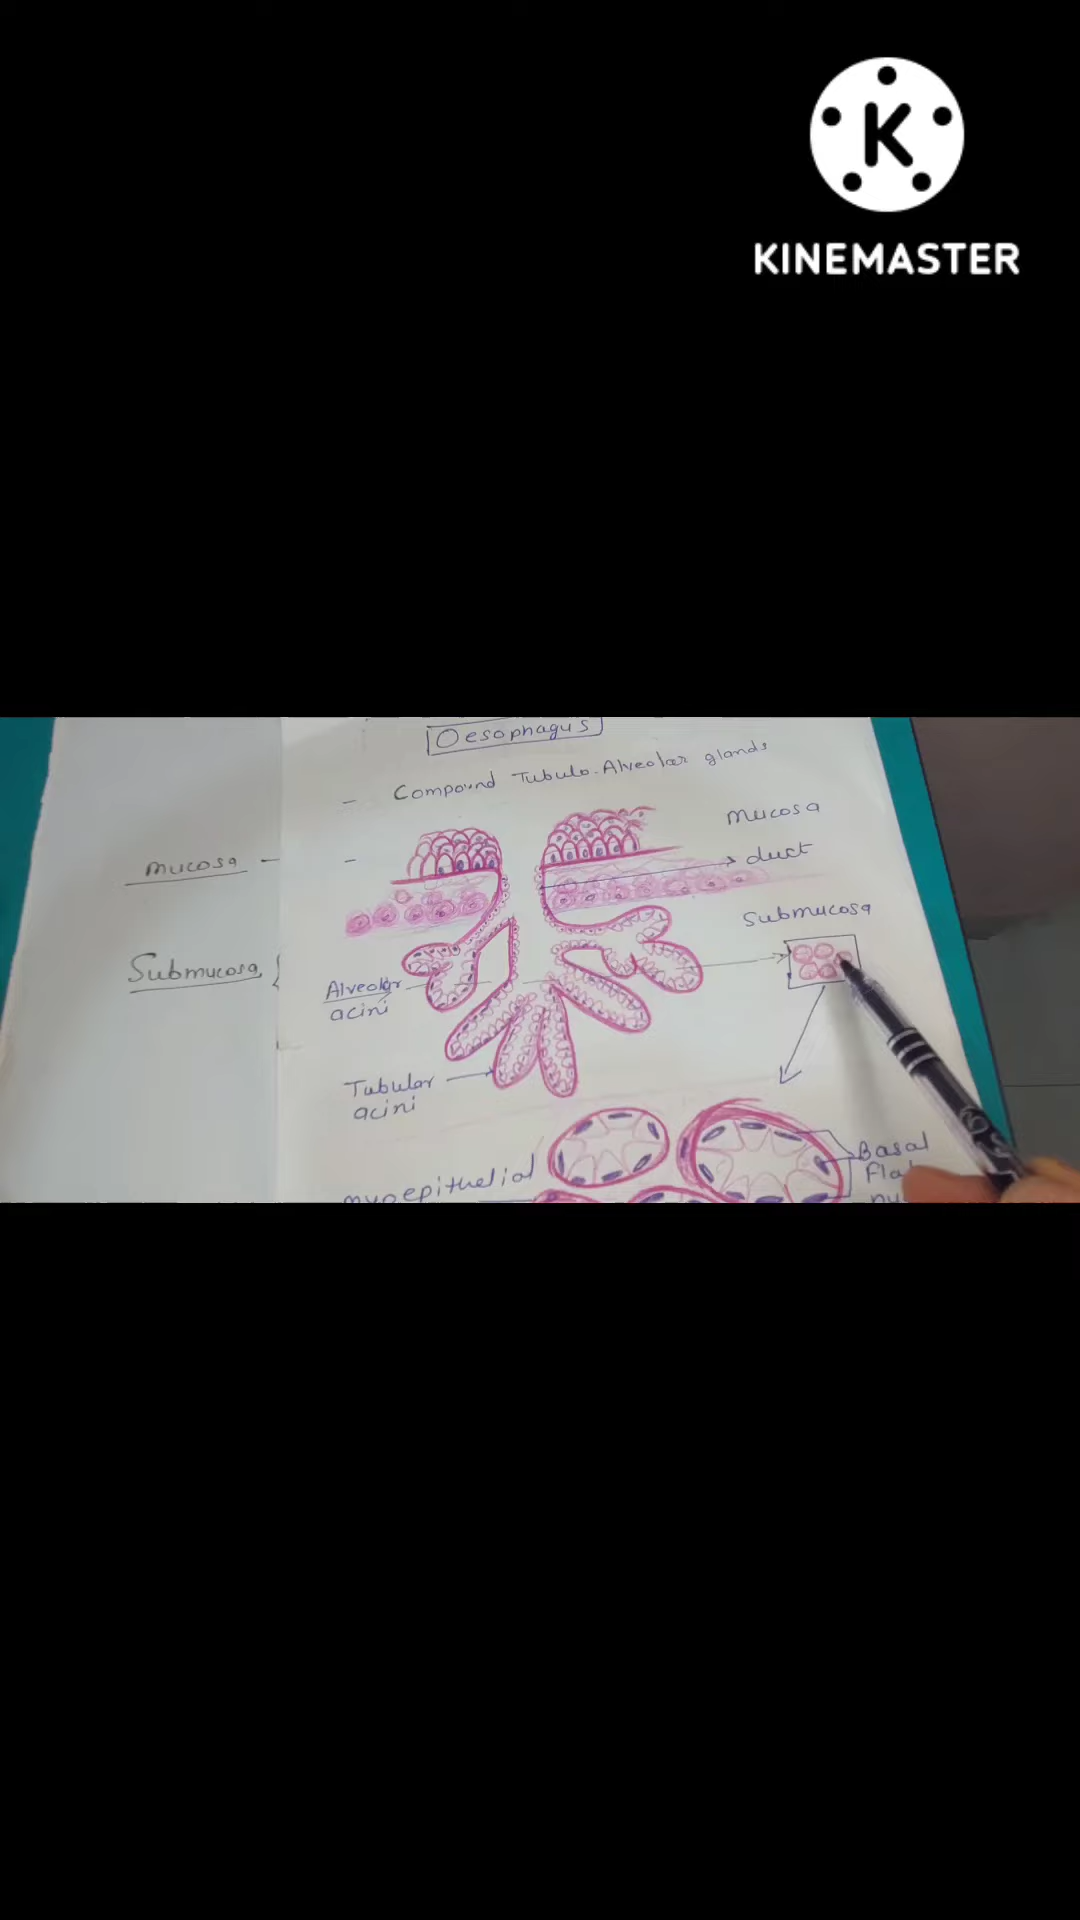 KINEMASTER
Oesophagus
- Compound Tubulo-Alveolar glands
mucosa -
mucosa
duct
Submucosa
Submucosa
Alveolar
acini
Tubular
acini
Basal
myoepithelial